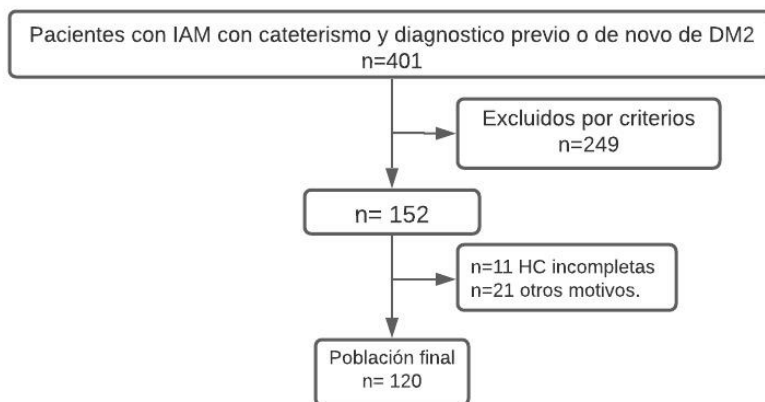 Pacientes con IAM con cateterismo y diagnostico previo o de novo de DM2
n=401
Excluidos por criterios
n=249
n= 152
n=11 HC incompletas
n=21 otros motivos.
Población final
n= 120